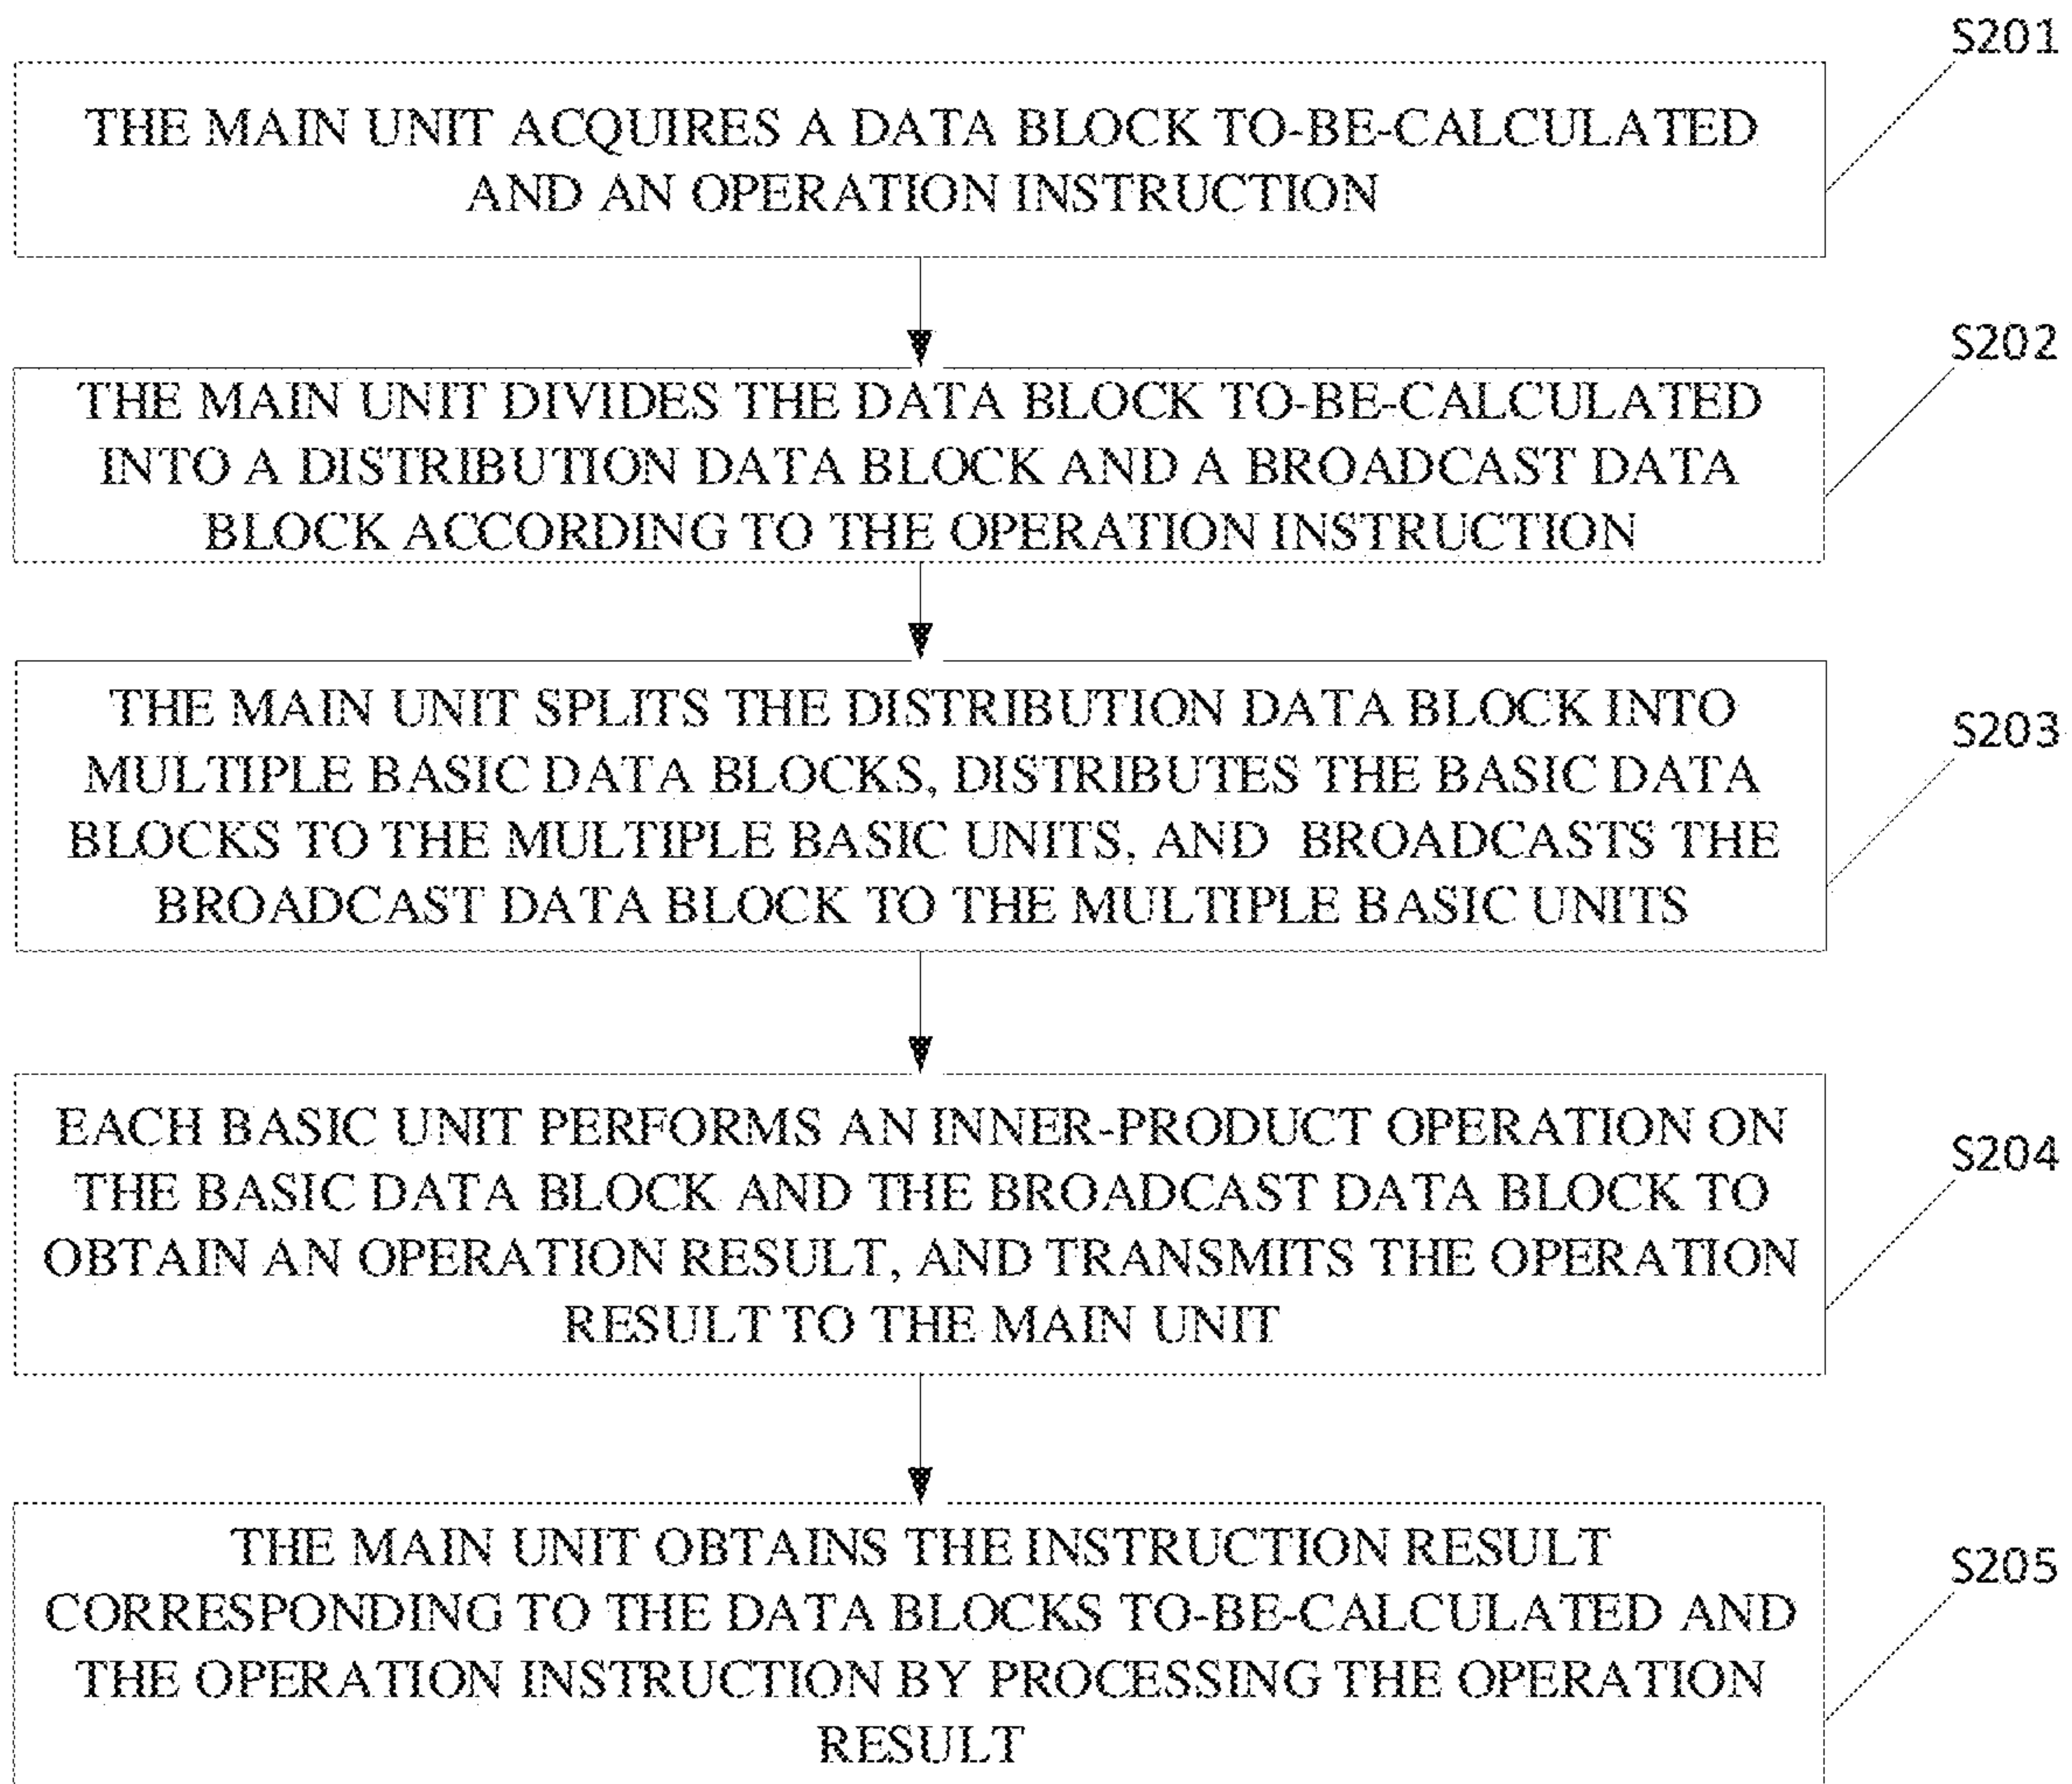 S201
THE MAIN UNIT ACQUIRES A DATA BLOCK TO-BE-CALCULATED
AND AN OPERATION INSTRUCTION
S202
THE MAIN UNIT DIVIDES THE DATA BLOCK TO-BE-CALCULATED
INTO A DISTRIBUTION DATA BLOCK AND A BROADCAST DATA
BLOCK ACCORDING TO THE OPERATION INSTRUCTION
S203
THE MAIN UNIT SPLITS THE DISTRIBUTION DATA BLOCK INTO
MULTIPLE BASIC DATA BLOCKS, DISTRIBUTES THE BASIC DATA
BLOCKS TO THE MULTIPLE BASIC UNITS, AND BROADCASTS THE
BROADCAST DATA BLOCK TO THE MULTIPLE BASIC UNITS
S204
EACH BASIC UNIT PERFORMS AN INNER-PRODUCT OPERATION ON
THE BASIC DATA BLOCK AND THE BROADCAST DATA BLOCK TO
OBTAIN AN OPERATION RESULT, AND TRANSMITS THE OPERATION
RESULT TO THE MAIN UNIT
S205
THE MAIN UNIT OBTAINS THE INSTRUCTION RESULT
CORRESPONDING TO THE DATA BLOCKS TO-BE-CALCULATED AND
THE OPERATION INSTRUCTION BY PROCESSING THE OPERATION
RESULT